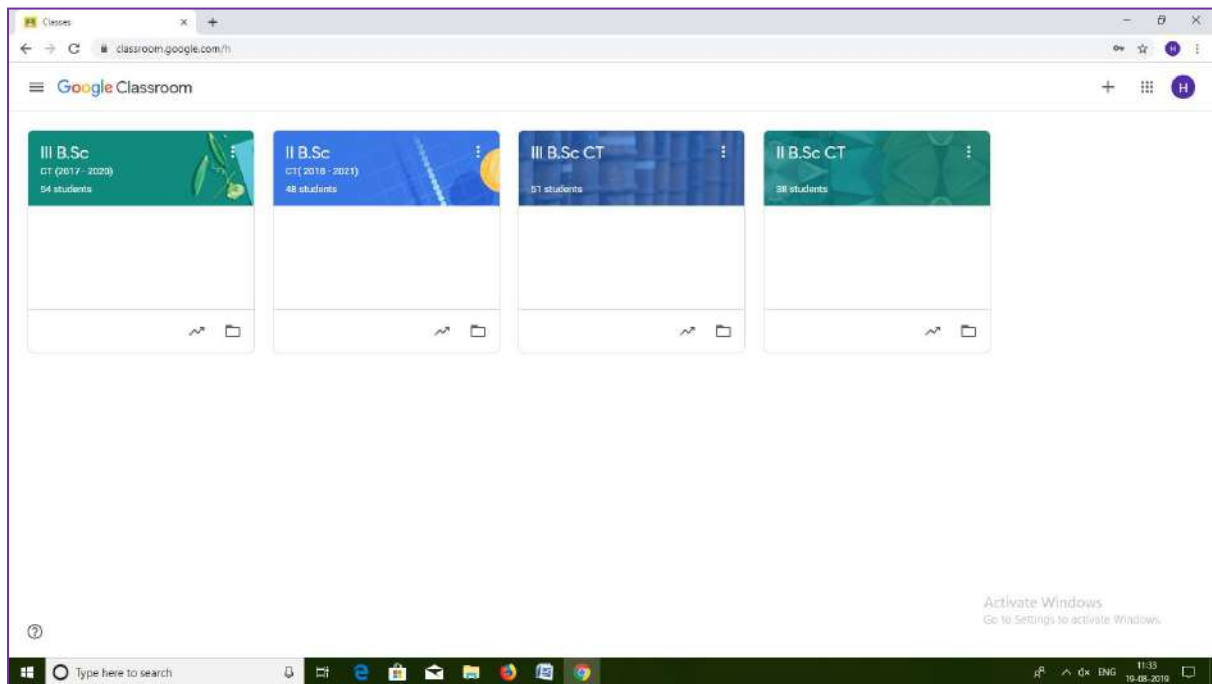 Classes
classroom.google.com/h
H
Google Classroom
H
III B.Sc
CT (2017 - 2020)
54 students
II B.Sc
CT( 2018 - 2021)
48 students
III B.Sc CT
51 students
II B.Sc CT
38 students
Activate Windows
Go to Settings to activate Windows.
Type here to search
ENG
11:33
19-08-2019